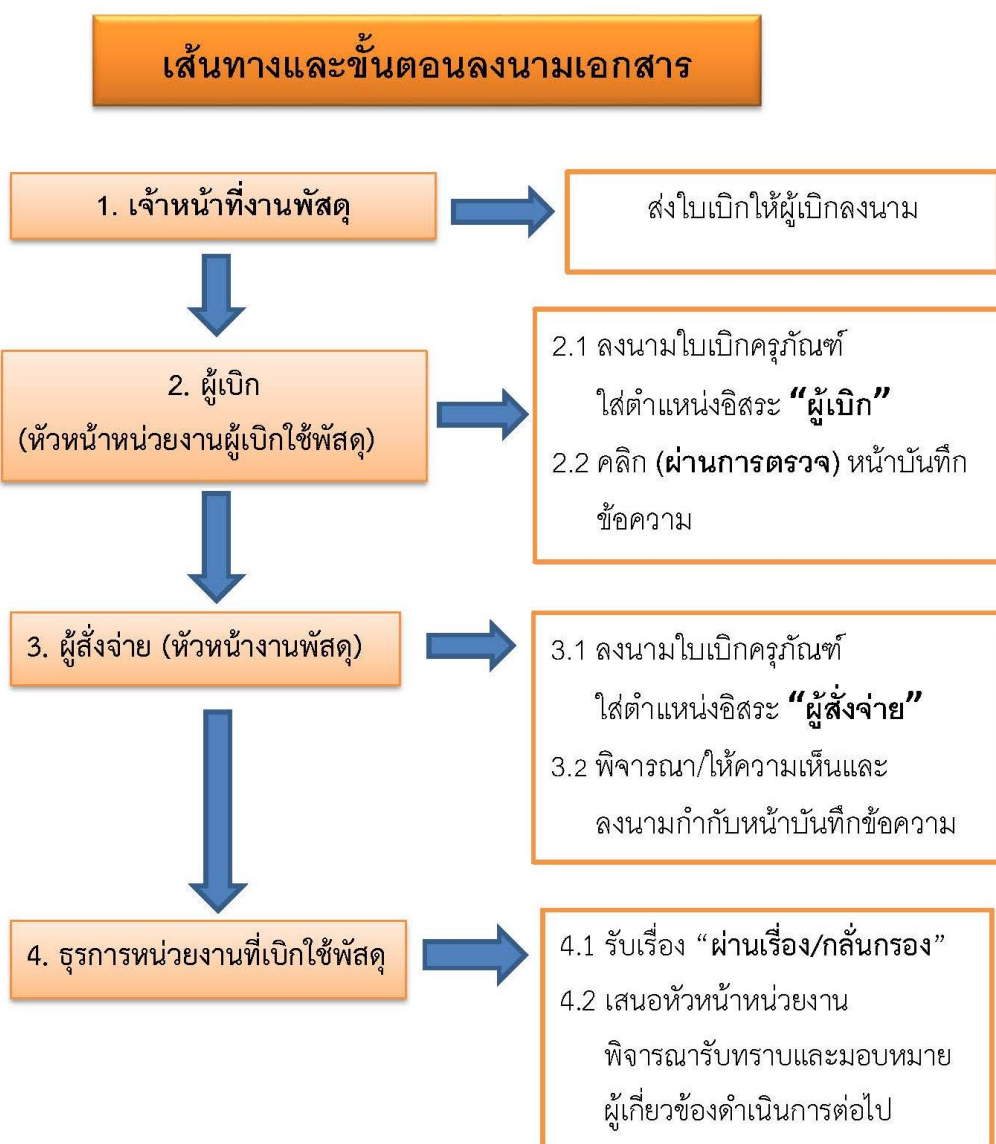 เส้นทางและขั้นตอนลงนามเอกสาร
1. เจ้าหน้าที่งานพัสดุ
ส่งใบเบิกให้ผู้เบิกลงนาม
2. ผู้เบิก
(หัวหน้าหน่วยงานผู้เบิกใช้พัสดุ)
2.1 ลงนามใบเบิกครุภัณฑ์
ใส่ตำแหน่งอิสระ “ผู้เบิก”
2.2 คลิก (ผ่านการตรวจ) หน้าบันทึก
ข้อความ
3. ผู้สั่งจ่าย (หัวหน้างานพัสดุ)
3.1 ลงนามใบเบิกครุภัณฑ์
ใส่ตำแหน่งอิสระ “ผู้สั่งจ่าย”
3.2 พิจารณา/ให้ความเห็นและ
ลงนามกำกับหน้าบันทึกข้อความ
4. ธุรการหน่วยงานที่เบิกใช้พัสดุ
4.1 รับเรื่อง “ผ่านเรื่อง/กลั่นกรอง”
4.2 เสนอหัวหน้าหน่วยงาน
พิจารณารับทราบและมอบหมาย
ผู้เกี่ยวข้องดำเนินการต่อไป